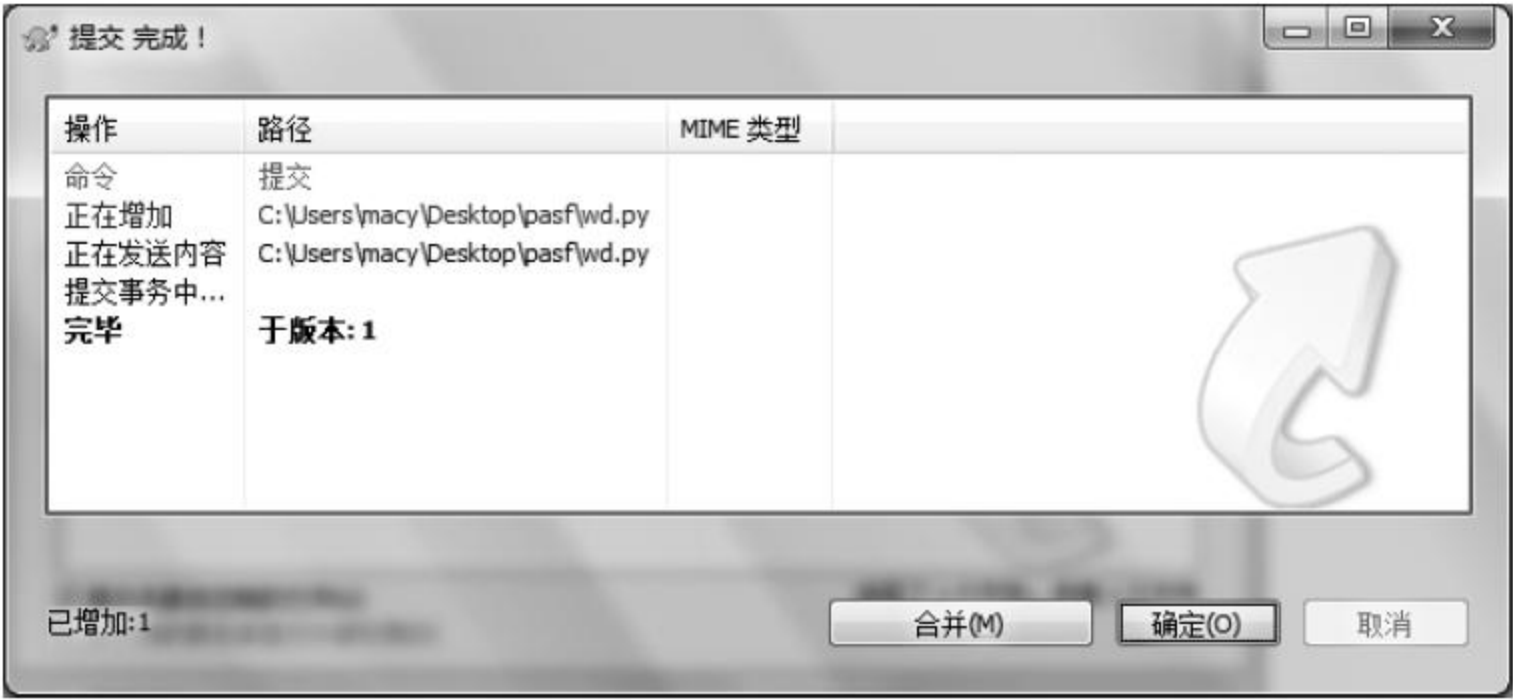 提交 完成！
操作 路径 MIME 类型
命令 提交
正在增加 C:\Users\macy\Desktop\pasf\wd.py
正在发送内容 C:\Users\macy\Desktop\pasf\wd.py
提交事务中...
完毕 于版本: 1
已增加:1 合并(M) 确定(O) 取消